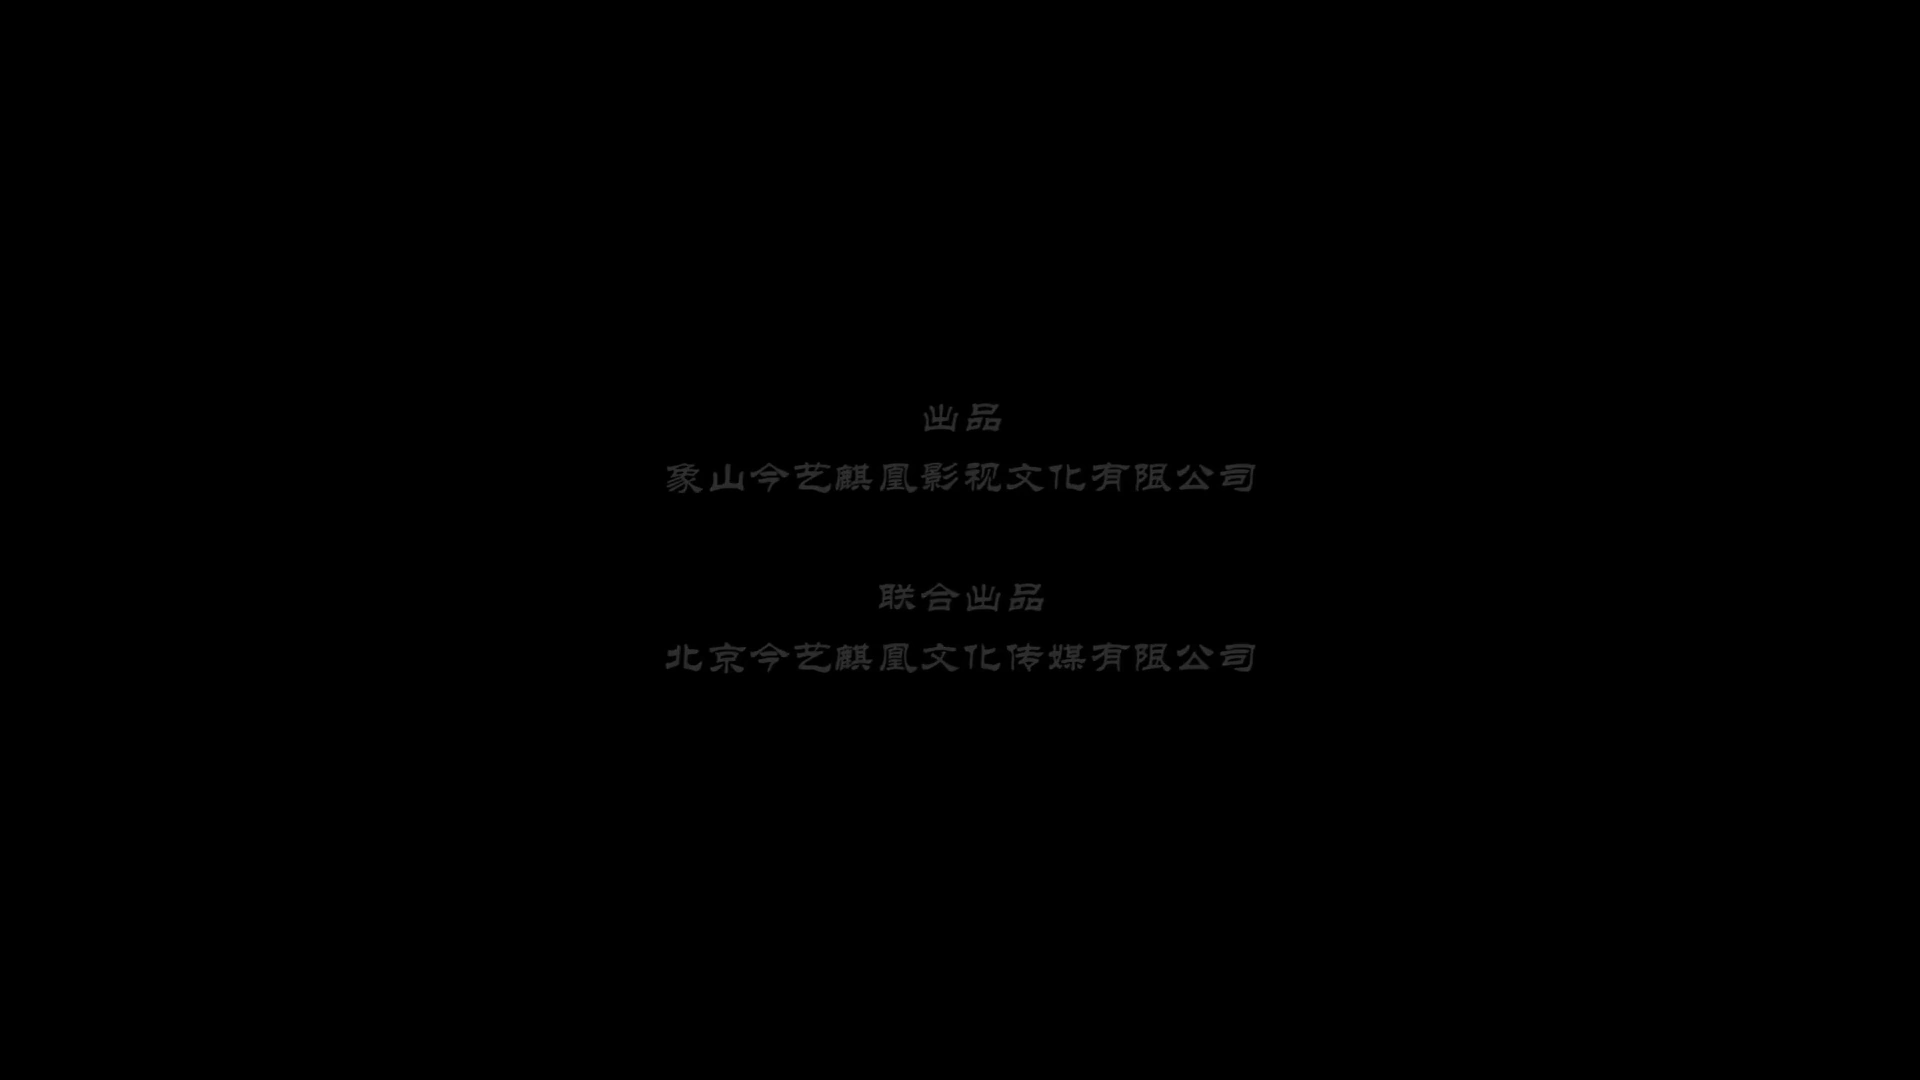 出品
象山今艺麒凰影视文化有限公司
联合出品
北京今艺麒凰文化传媒有限公司